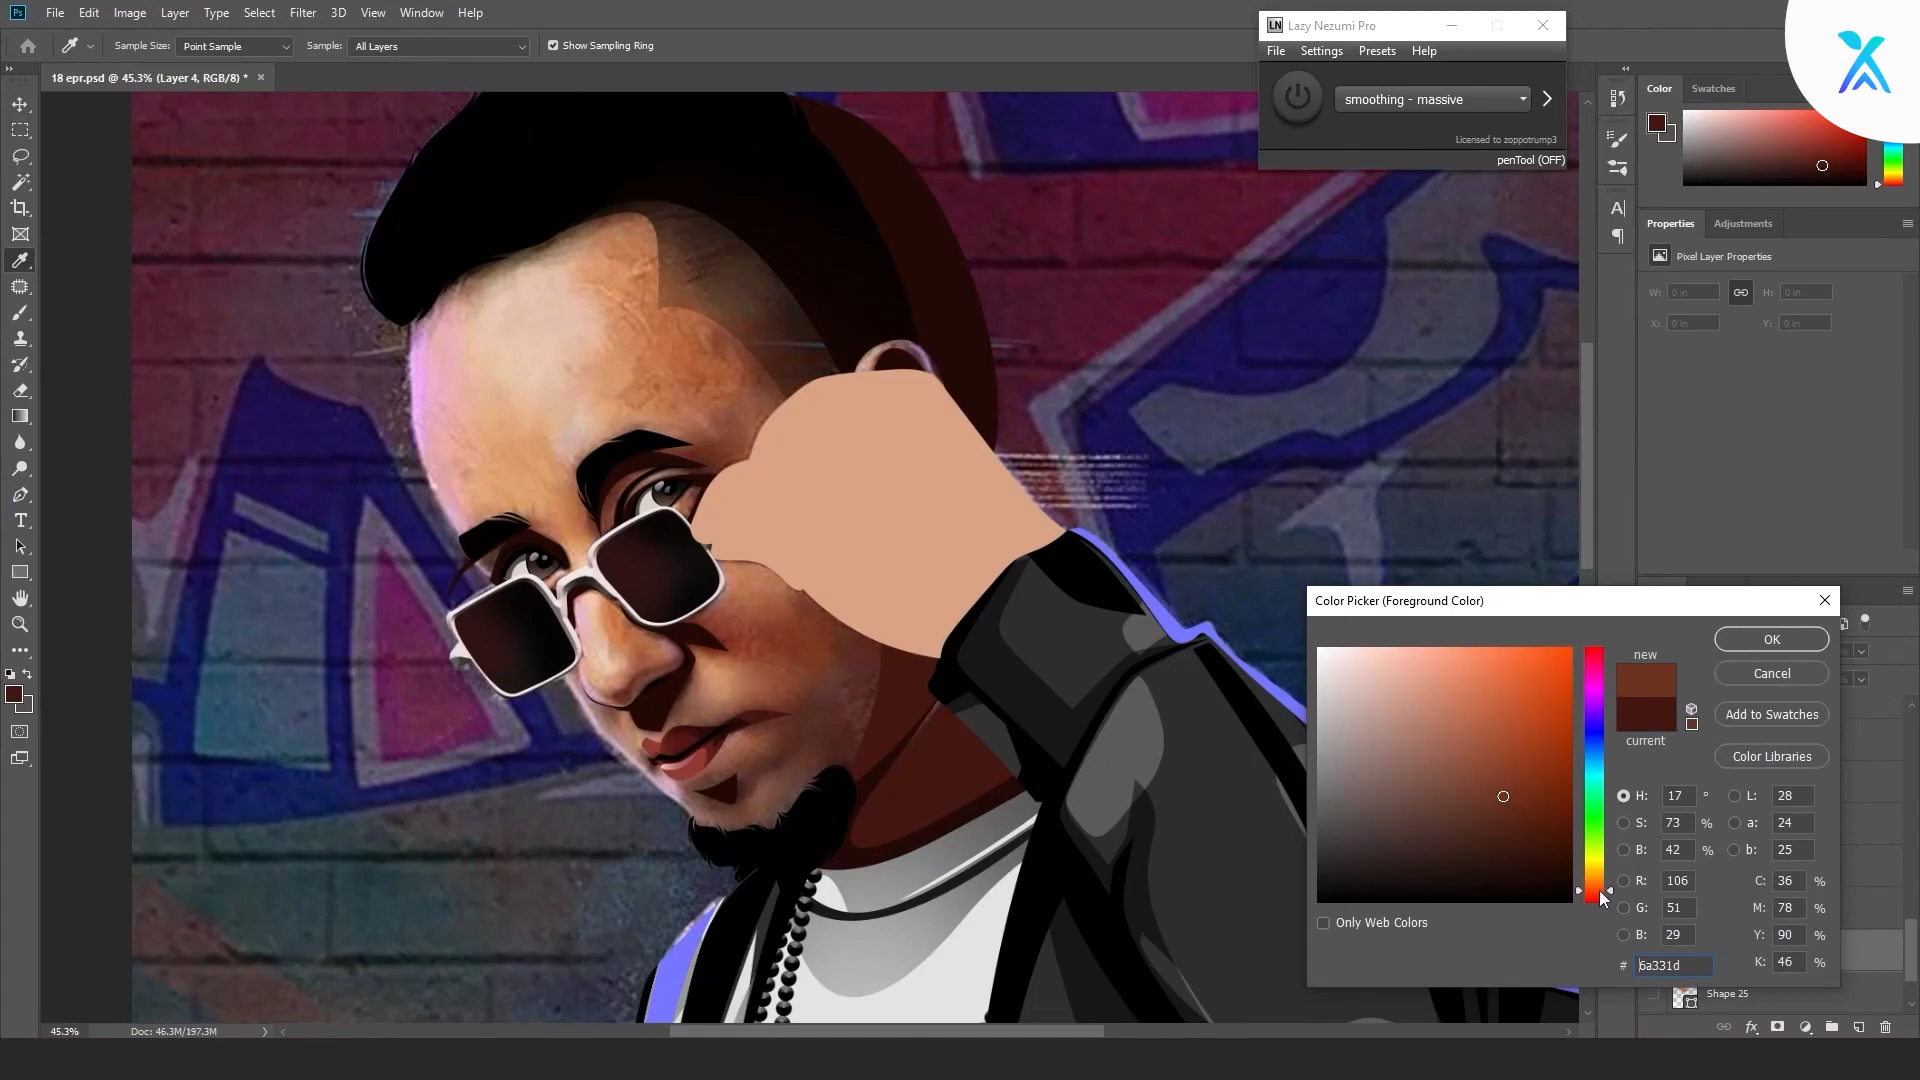 Ps File Edit Image Layer Type Select Filter 3D View Window Help
Sample Size: Point Sample Sample: All Layers Show Sampling Ring
18 epr.psd @ 45.3% (Layer 4, RGB/8) *
LN Lazy Nezumi Pro
File Settings Presets Help
smoothing - massive
Licensed to zoppotrump3
penTool (OFF)
Color Swatches
Properties Adjustments
Pixel Layer Properties
W: 0 in H: 0 in
X: 0 in Y: 0 in
Color Picker (Foreground Color)
new
current
OK
Cancel
Add to Swatches
Color Libraries
H: 17 ° L: 28
S: 73 % a: 24
B: 42 % b: 25
R: 106 C: 36 %
G: 51 M: 78 %
B: 29 Y: 90 %
# 6a331d K: 46 %
Only Web Colors
Shape 25
45.3% Doc: 46.3M/197.3M